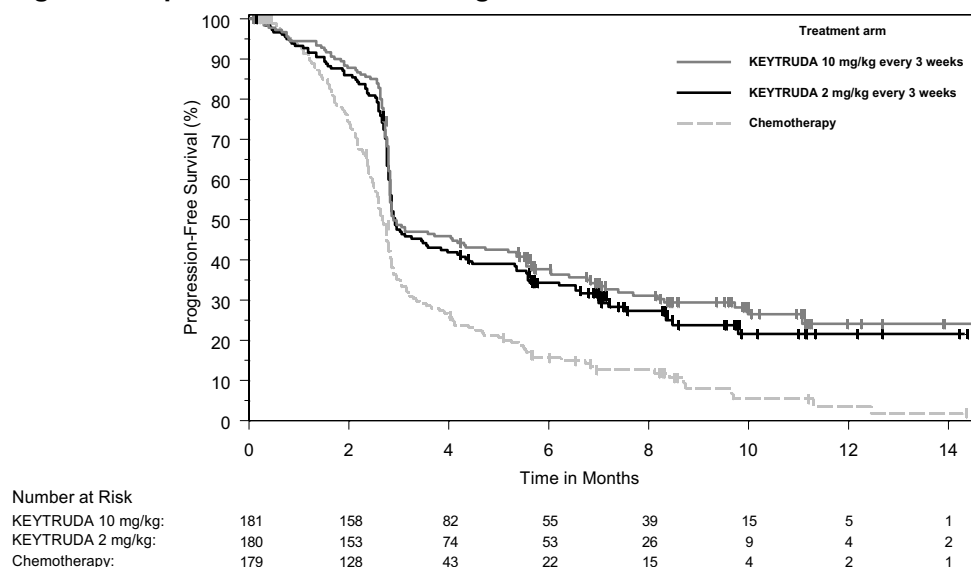 Treatment arm
KEYTRUDA 10 mg/kg every 3 weeks
KEYTRUDA 2 mg/kg every 3 weeks
Chemotherapy
Progression-Free Survival (%)
100
90
80
70
60
50
40
30
20
10
0
0 2 4 6 8 10 12 14
Time in Months
Number at Risk
KEYTRUDA 10 mg/kg: 181 158 82 55 39 15 5 1
KEYTRUDA 2 mg/kg: 180 153 74 53 26 9 4 2
Chemotherapy: 179 128 43 22 15 4 2 1